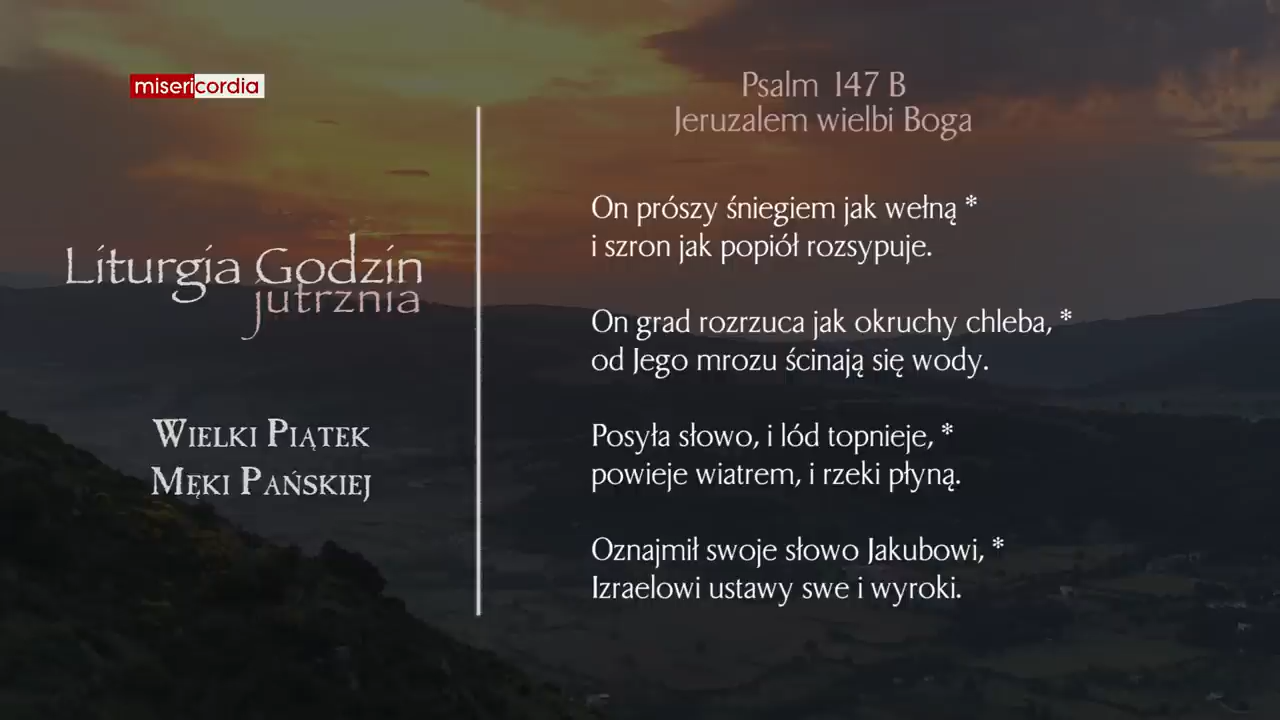 misericordia
Liturgia Godzin
jutrznia
Wielki Piątek
Męki Pańskiej
Psalm 147 B
Jeruzalem wielbi Boga
On prószy śniegiem jak wełną *
i szron jak popiół rozsypuje.
On grad rozrzuca jak okruchy chleba, *
od Jego mrozu ścinają się wody.
Posyła słowo, i lód topnieje, *
powieje wiatrem, i rzeki płyną.
Oznajmił swoje słowo Jakubowi, *
Izraelowi ustawy swe i wyroki.